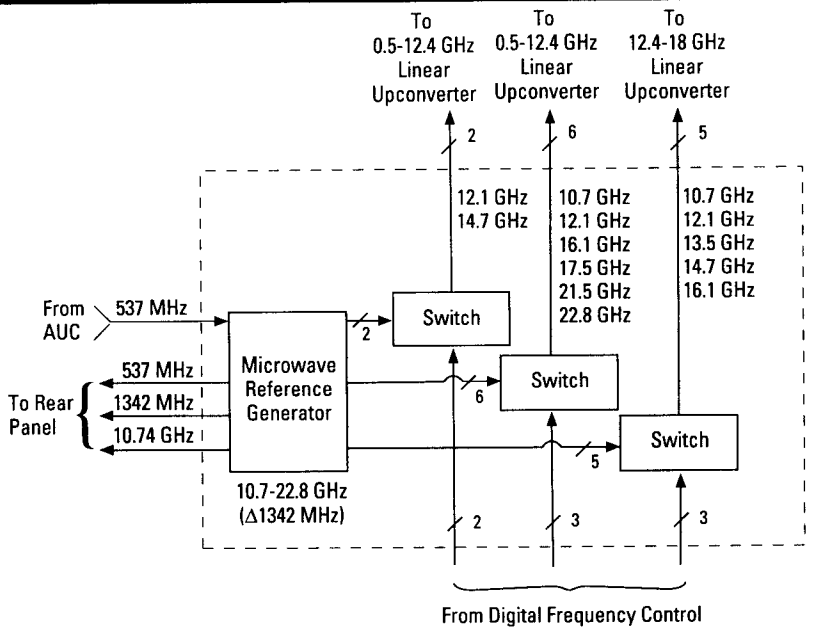 To
0.5-12.4 GHz
Linear
Upconverter
To
0.5-12.4 GHz
Linear
Upconverter
To
12.4-18 GHz
Linear
Upconverter
2
6
5
12.1 GHz
14.7 GHz
10.7 GHz
12.1 GHz
16.1 GHz
17.5 GHz
21.5 GHz
22.8 GHz
10.7 GHz
12.1 GHz
13.5 GHz
14.7 GHz
16.1 GHz
From
AUC
537 MHz
2
Switch
537 MHz
1342 MHz
10.74 GHz
To Rear
Panel
Microwave
Reference
Generator
6
Switch
5
Switch
10.7-22.8 GHz
(Δ1342 MHz)
2
3
3
From Digital Frequency Control